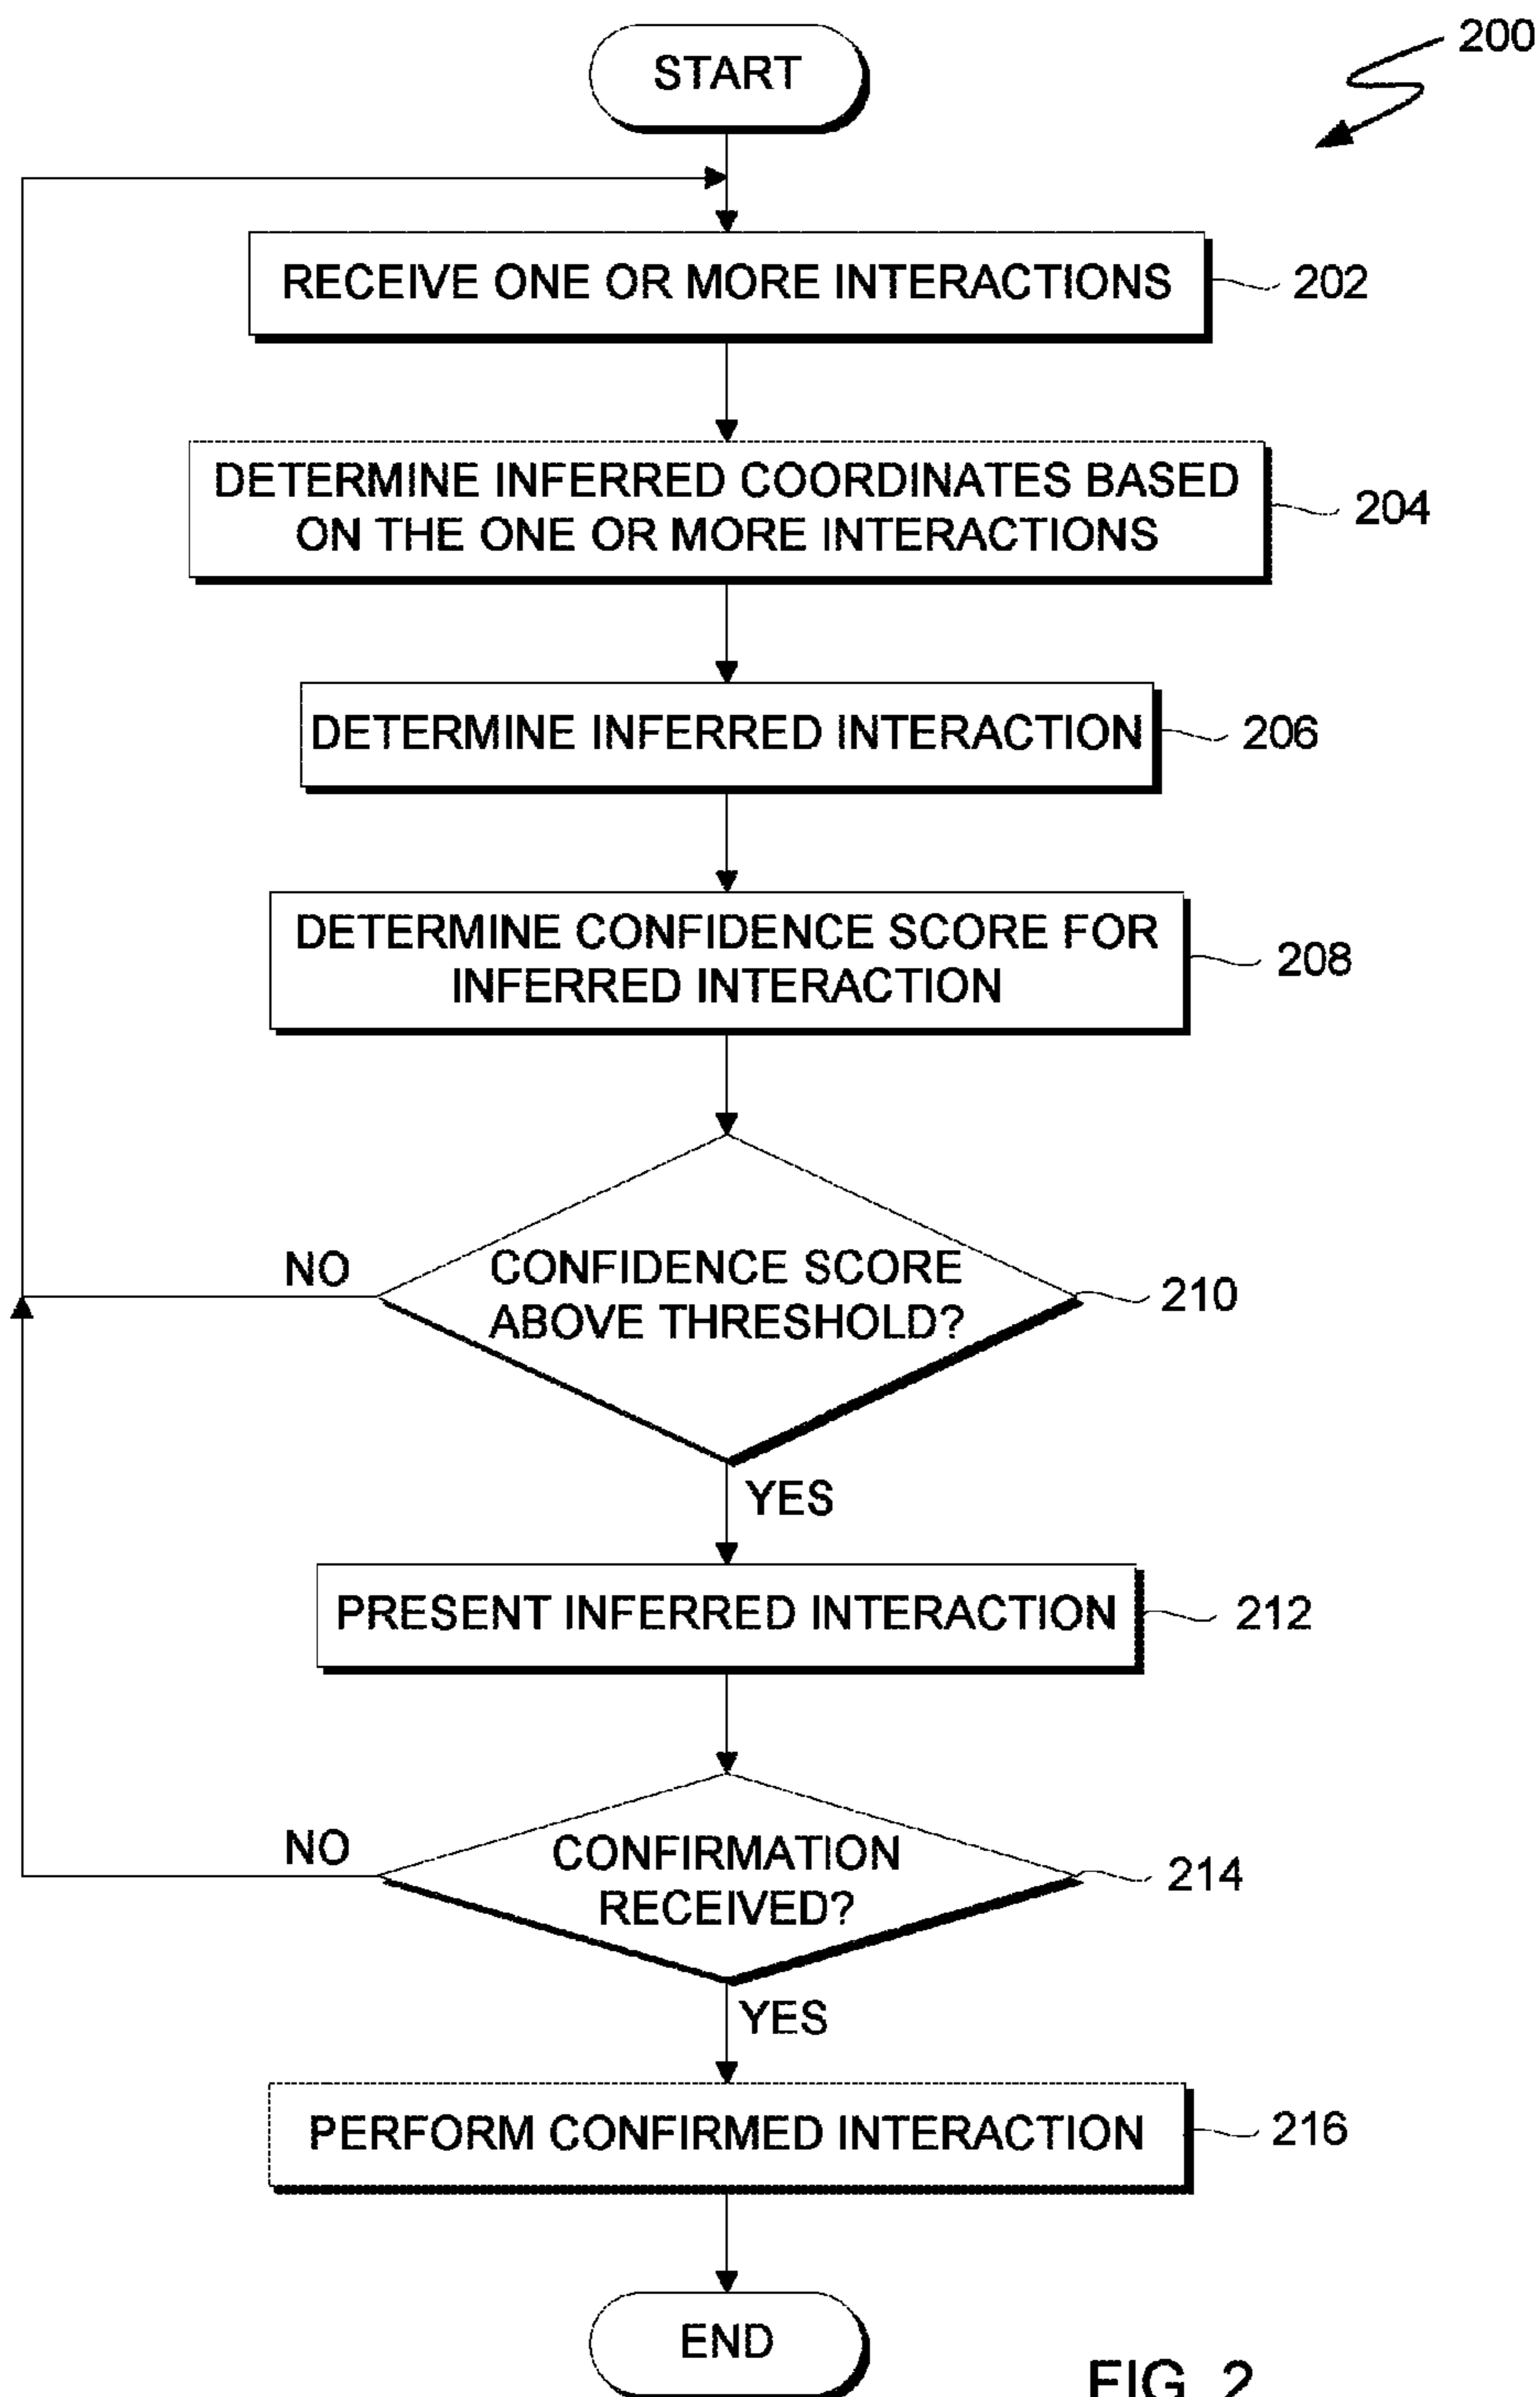 200
START
RECEIVE ONE OR MORE INTERACTIONS
202
DETERMINE INFERRED COORDINATES BASED
ON THE ONE OR MORE INTERACTIONS
204
DETERMINE INFERRED INTERACTION
206
DETERMINE CONFIDENCE SCORE FOR
INFERRED INTERACTION
208
NO
CONFIDENCE SCORE
ABOVE THRESHOLD?
210
YES
PRESENT INFERRED INTERACTION
212
NO
CONFIRMATION
RECEIVED?
214
YES
PERFORM CONFIRMED INTERACTION
216
END
FIG. 2